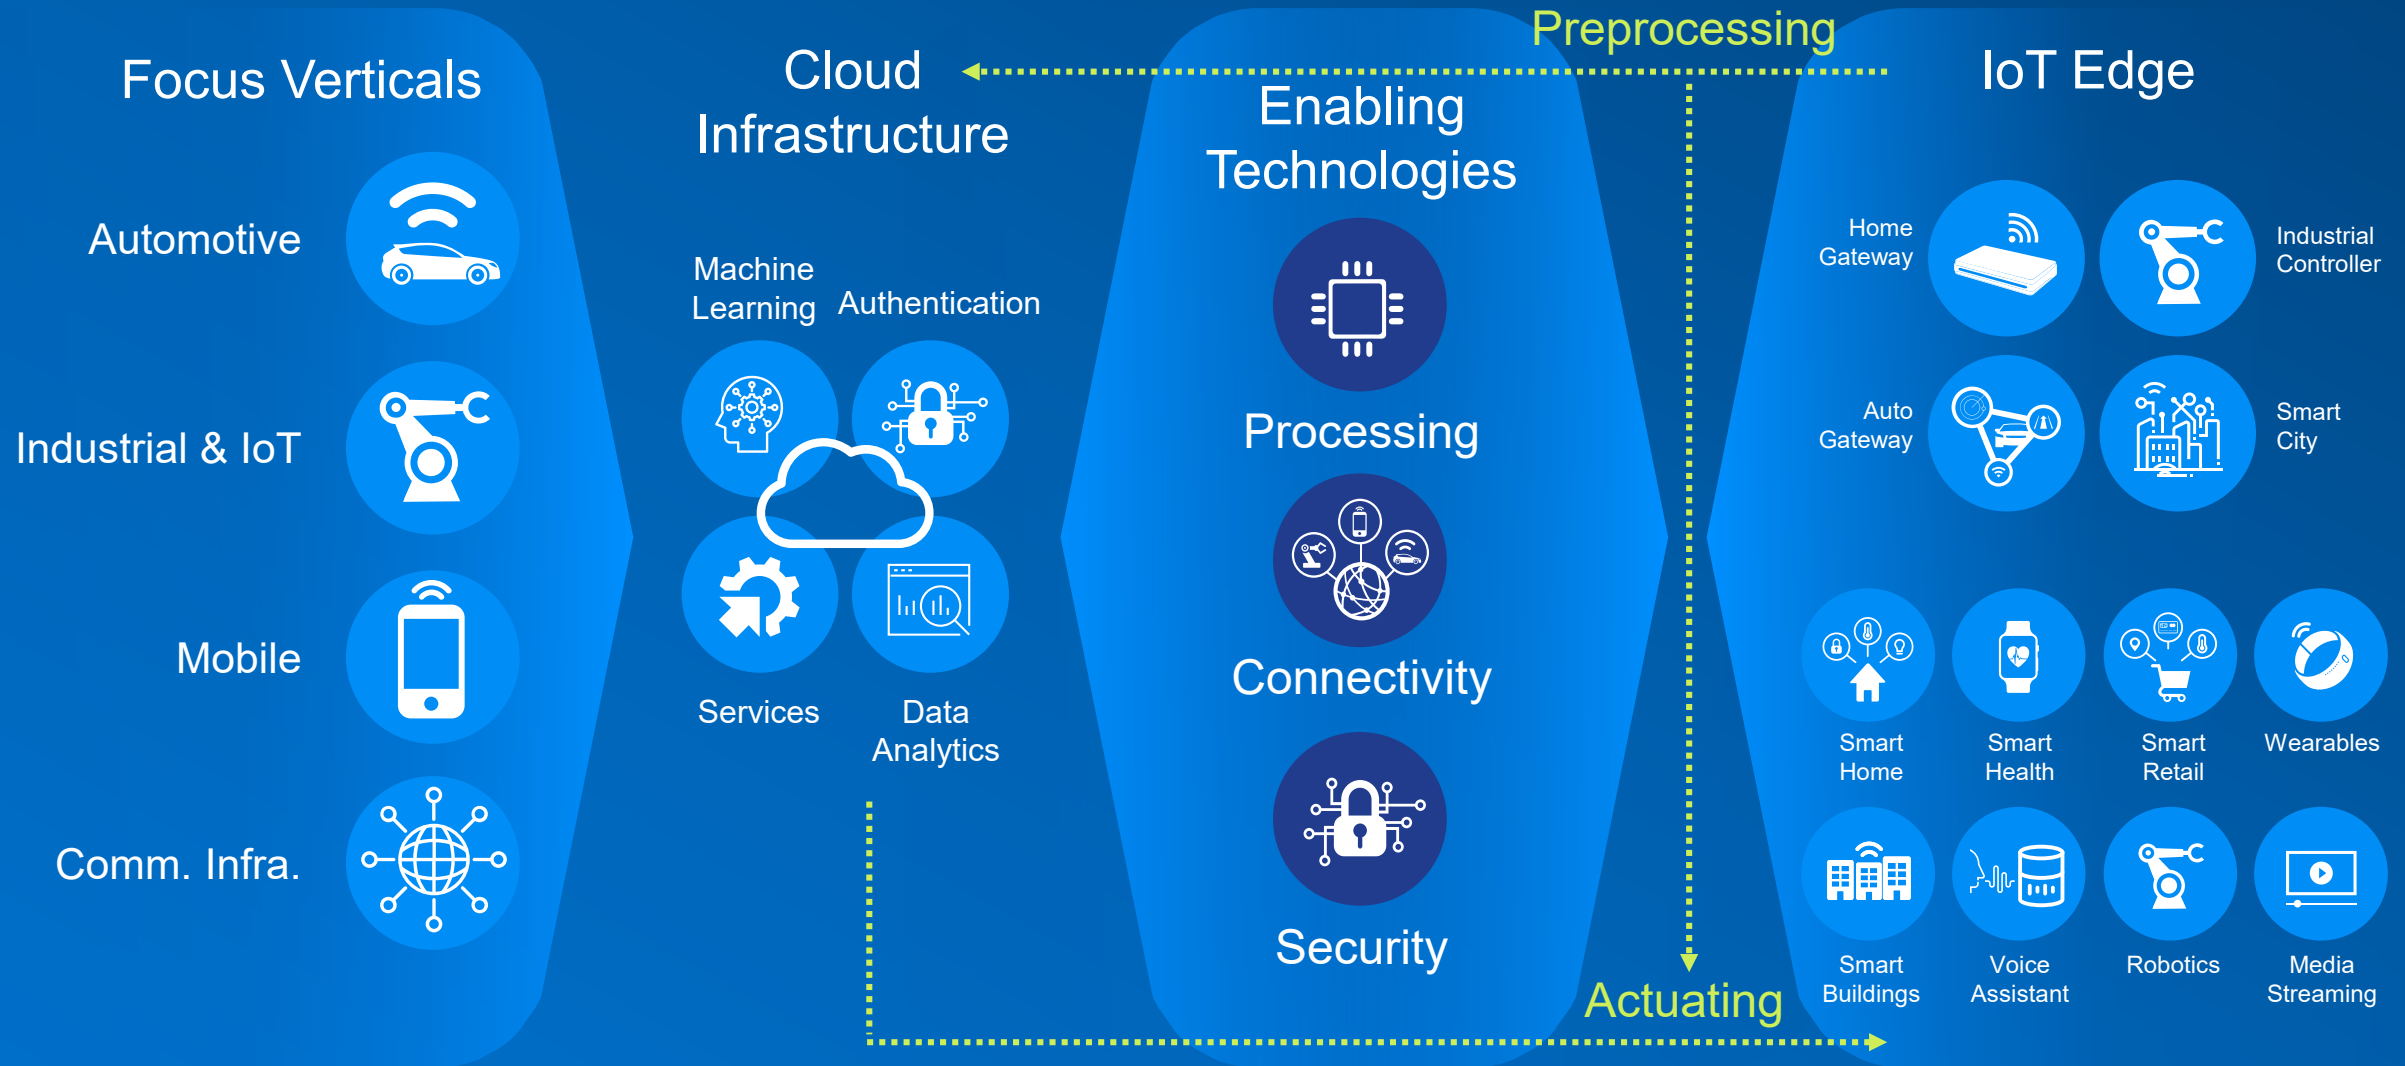 Focus Verticals
Automotive
Industrial & IoT
Mobile
Comm. Infra.
Cloud
Infrastructure
Machine
Learning
Authentication
Services
Data
Analytics
Enabling
Technologies
Processing
Connectivity
Security
Preprocessing
Actuating
IoT Edge
Home
Gateway
Industrial
Controller
Auto
Gateway
Smart
City
Smart
Home
Smart
Health
Smart
Retail
Wearables
Smart
Buildings
Voice
Assistant
Robotics
Media
Streaming